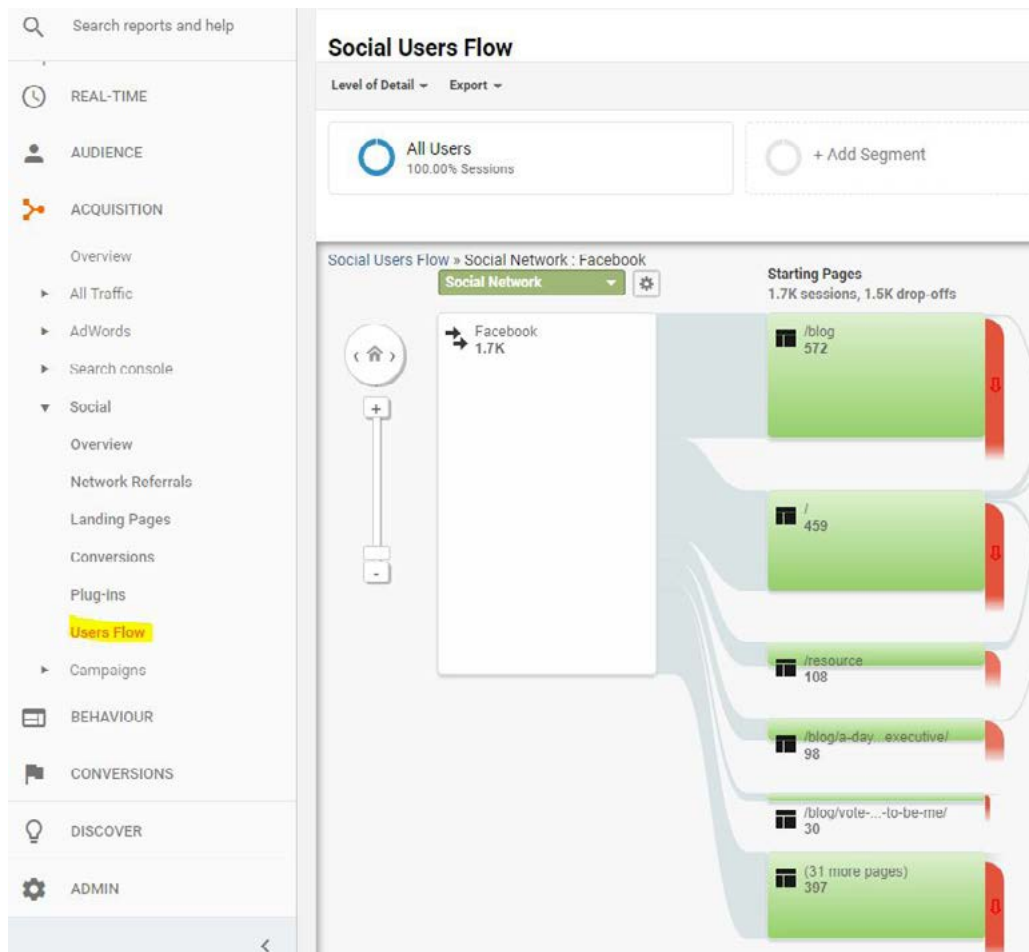 Search reports and help
REAL-TIME
AUDIENCE
ACQUISITION
Overview
All Traffic
AdWords
Search console
Social
Overview
Network Referrals
Landing Pages
Conversions
Plug-ins
Users Flow
Campaigns
BEHAVIOUR
CONVERSIONS
DISCOVER
ADMIN
Social Users Flow
Level of Detail
Export
All Users
100.00% Sessions
+ Add Segment
Social Users Flow » Social Network : Facebook
Social Network
Starting Pages
1.7K sessions, 1.5K drop-offs
Facebook
1.7K
/blog
572
/
459
/resource
108
/blog/a-day...executive/
98
/blog/vote-...-to-be-me/
30
(31 more pages)
397